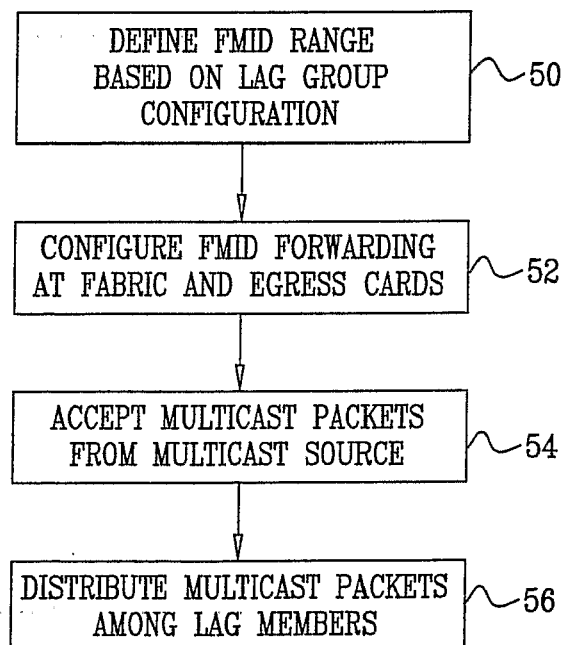 DEFINE FMID RANGE
BASED ON LAG GROUP
CONFIGURATION
50
CONFIGURE FMID FORWARDING
AT FABRIC AND EGRESS CARDS
52
ACCEPT MULTICAST PACKETS
FROM MULTICAST SOURCE
54
DISTRIBUTE MULTICAST PACKETS
AMONG LAG MEMBERS
56